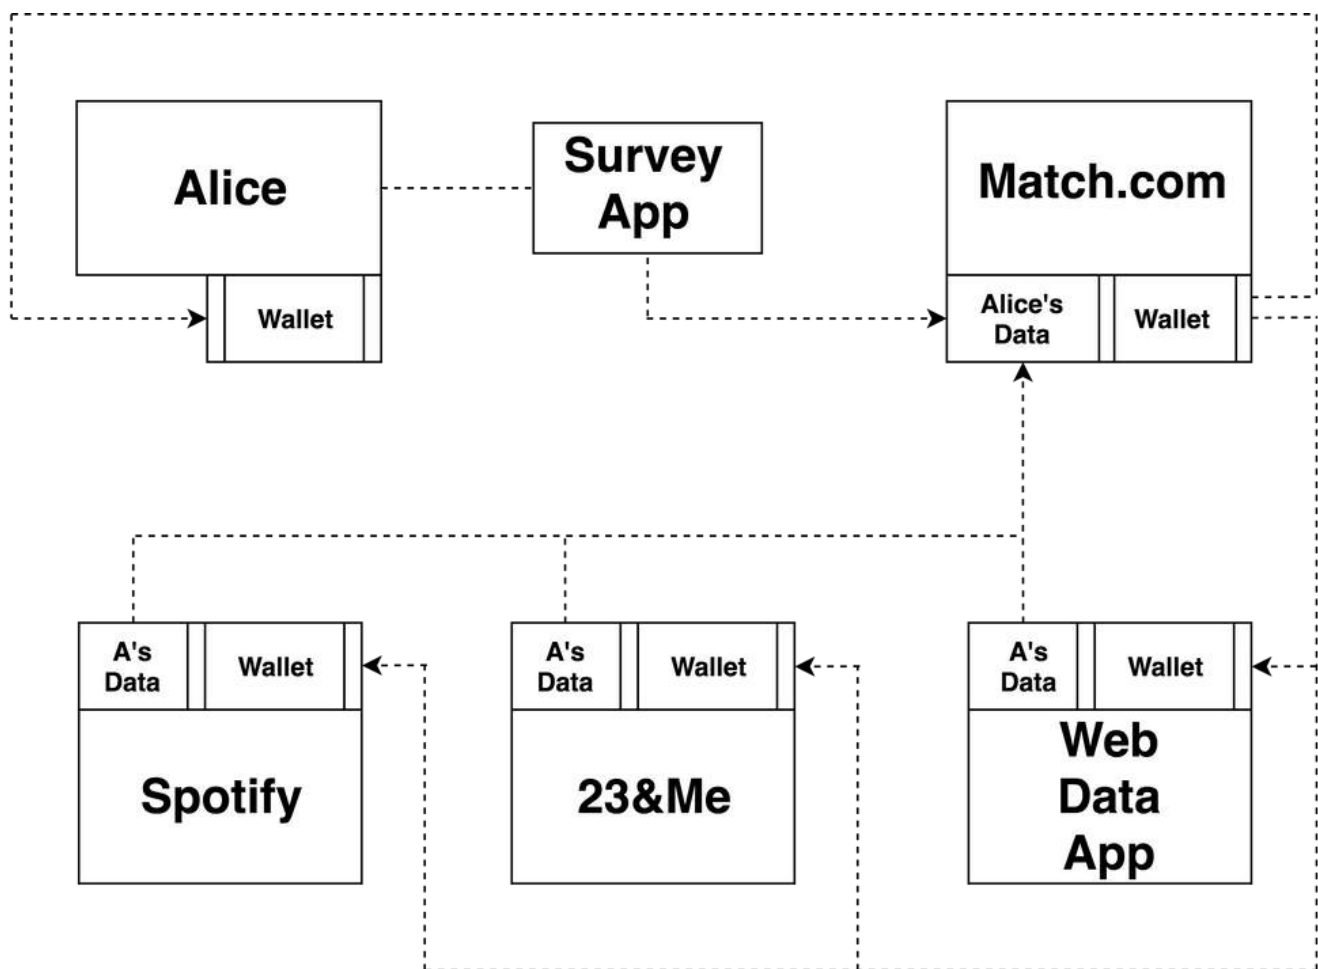 Alice
Survey
App
Match.com
Wallet
Alice's
Data
Wallet
A's
Data
Wallet
A's
Data
Wallet
A's
Data
Wallet
Spotify
23&Me
Web
Data
App